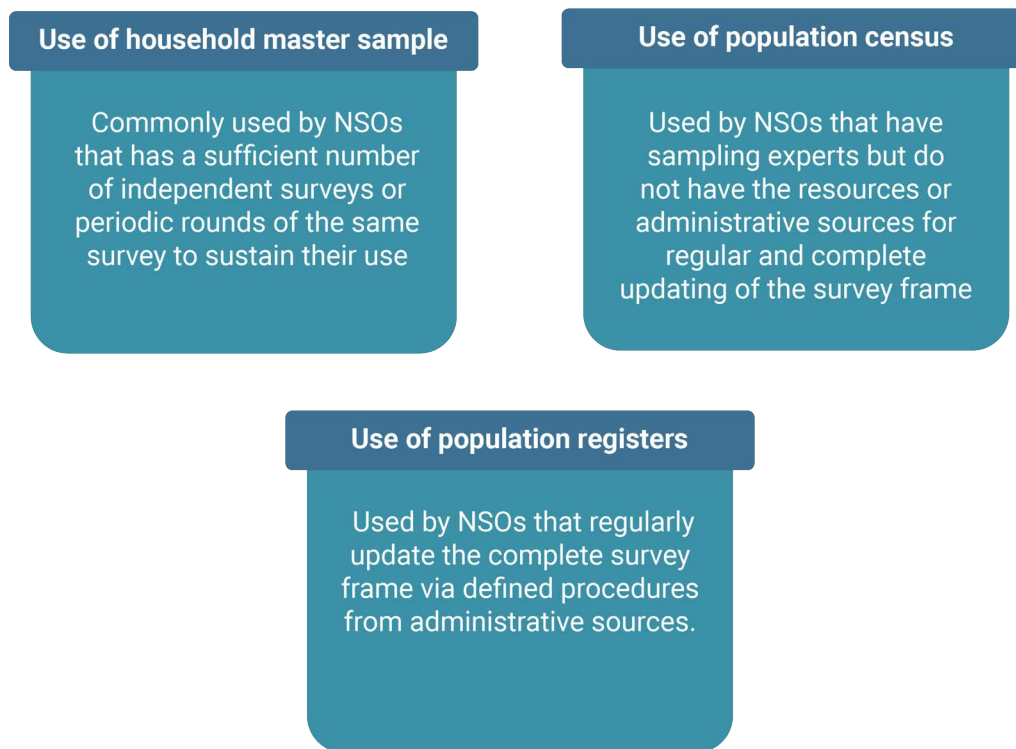 Use of household master sample
Commonly used by NSOs
that has a sufficient number
of independent surveys or
periodic rounds of the same
survey to sustain their use
Use of population census
Used by NSOs that have
sampling experts but do
not have the resources or
administrative sources for
regular and complete
updating of the survey frame
Use of population registers
Used by NSOs that regularly
update the complete survey
frame via defined procedures
from administrative sources.